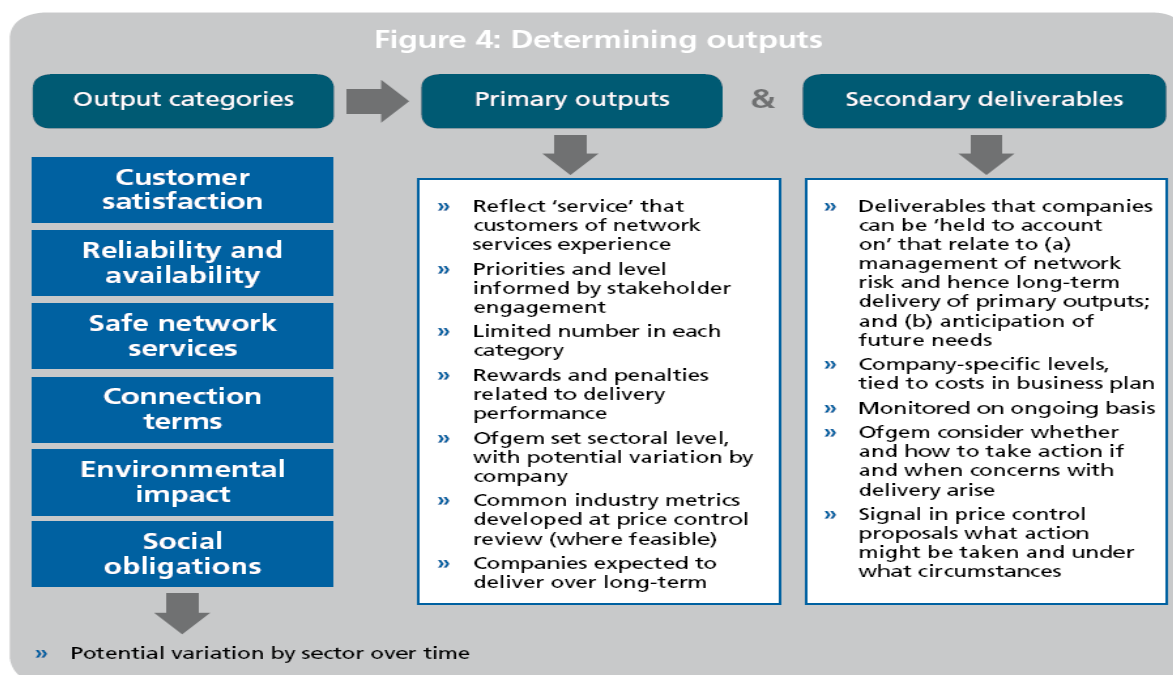 Figure 4: Determining outputs
Output categories
Primary outputs
&
Secondary deliverables
Customer
satisfaction
Reliability and
availability
Safe network
services
Connection
terms
Environmental
impact
Social
obligations
» Potential variation by sector over time
» Reflect ‘service’ that
customers of network
services experience
» Priorities and level
informed by stakeholder
engagement
» Limited number in each
category
» Rewards and penalties
related to delivery
performance
» Ofgem set sectoral level,
with potential variation by
company
» Common industry metrics
developed at price control
review (where feasible)
» Companies expected to
deliver over long-term
» Deliverables that companies
can be ‘held to account
on’ that relate to (a)
management of network
risk and hence long-term
delivery of primary outputs;
and (b) anticipation of
future needs
» Company-specific levels,
tied to costs in business plan
» Monitored on ongoing basis
» Ofgem consider whether
and how to take action if
and when concerns with
delivery arise
» Signal in price control
proposals what action
might be taken and under
what circumstances